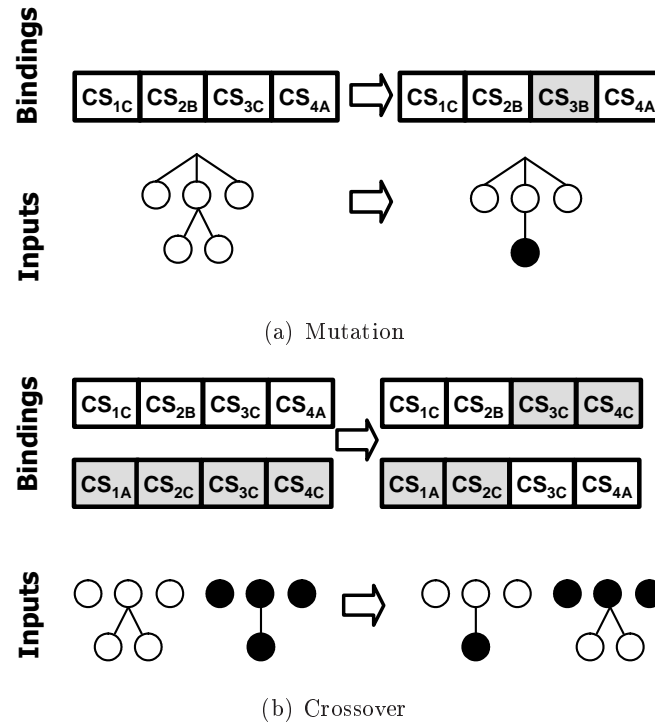 Bindings
CS1C CS2B CS3C CS4A CS1C CS2B CS3B CS4A
Inputs
(a) Mutation
Bindings
CS1C CS2B CS3C CS4A CS1C CS2B CS3C CS4C
CS1A CS2C CS3C CS4C CS1A CS2C CS3C CS4A
Inputs
(b) Crossover